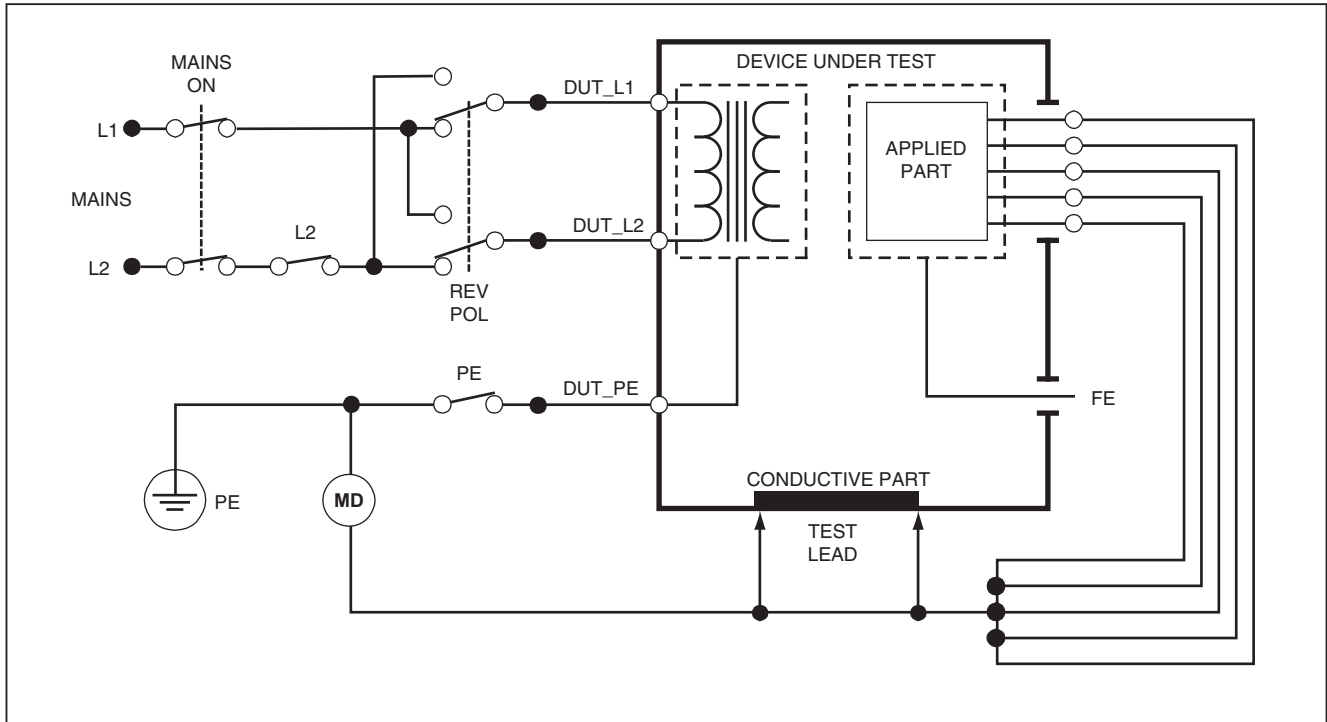 MAINS
ON
L1
MAINS
L2
L2
REV
POL
DUT_L1
DUT_L2
DEVICE UNDER TEST
APPLIED
PART
PE
DUT_PE
FE
PE
MD
CONDUCTIVE PART
TEST
LEAD